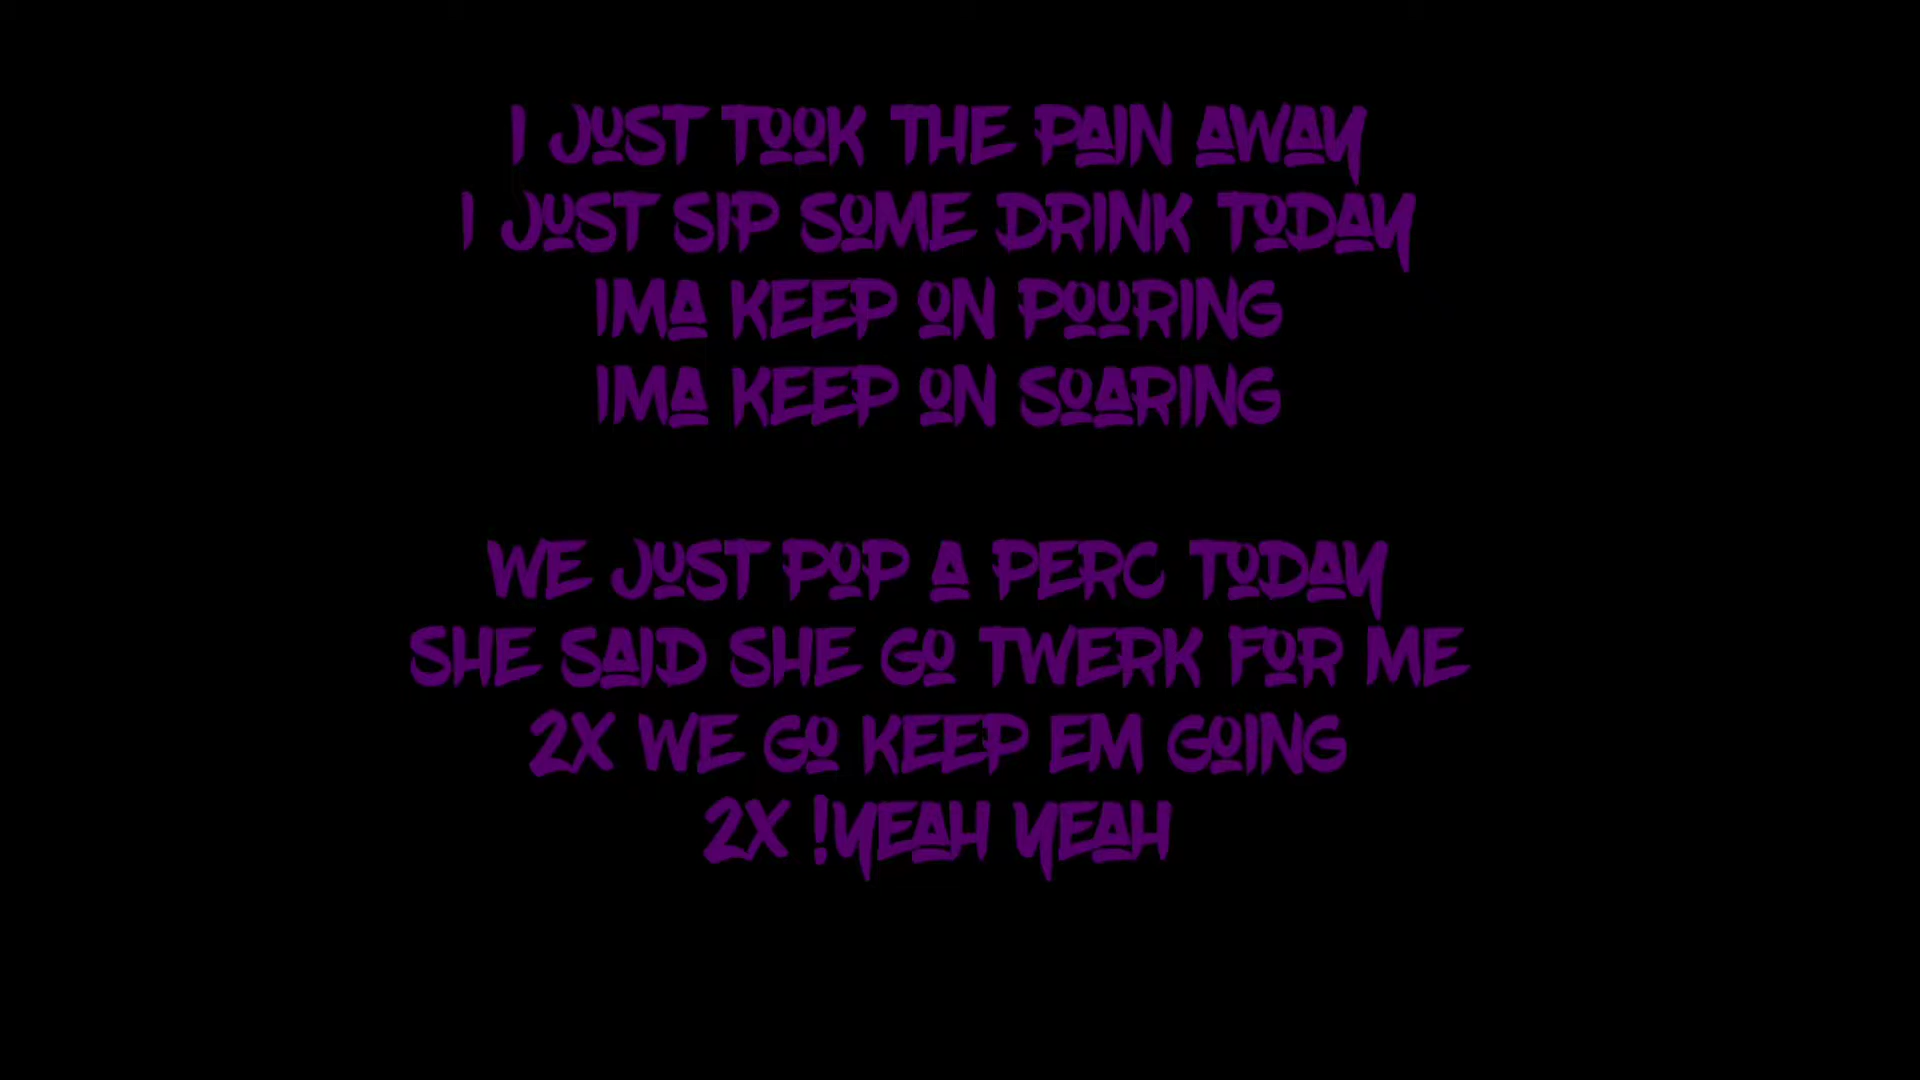 I JUST TOOK THE PAIN AWAY
I JUST SIP SOME DRINK TODAY
IMA KEEP ON POURING
IMA KEEP ON SOARING
WE JUST POP A PERC TODAY
SHE SAID SHE GO TWERK FOR ME
2X WE GO KEEP EM GOING
2X !YEAH YEAH